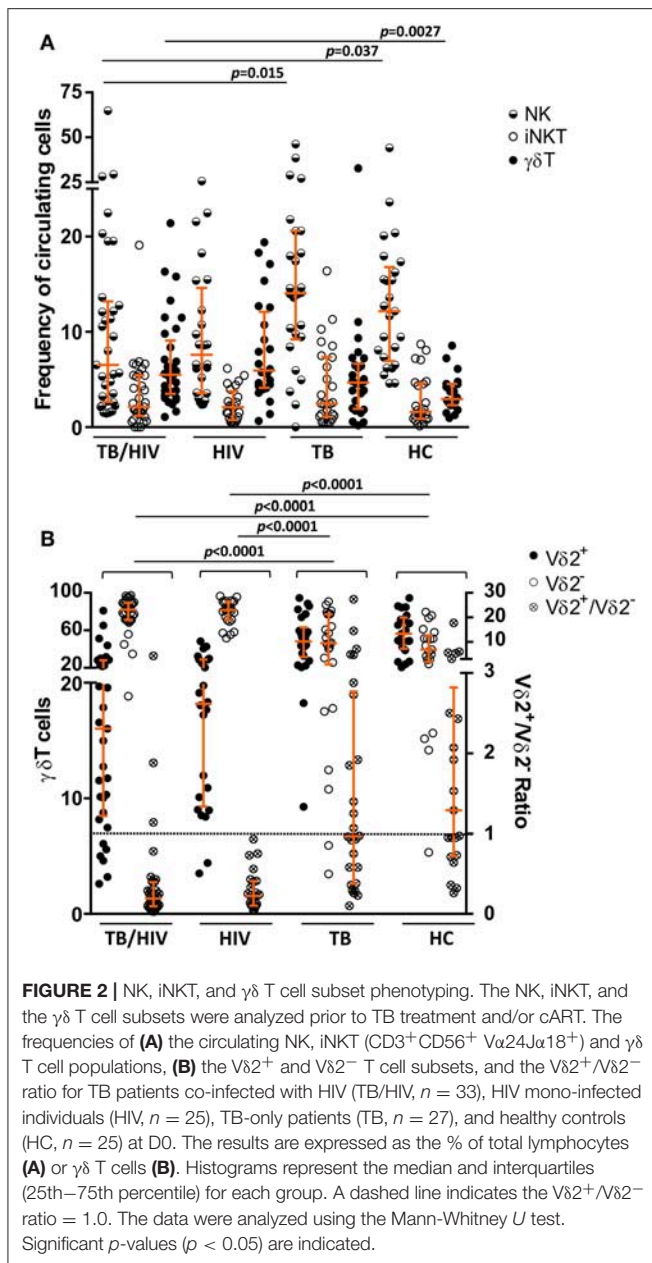 A
p=0.0027
p=0.037
p=0.015
Frequency of circulating cells
75
25
20
10
0
NK
iNKT
γδT
TB/HIV HIV TB HC
p<0.0001
p<0.0001
p<0.0001
p<0.0001
B
Vδ2+
Vδ2-
Vδ2+/Vδ2-
γδT cells
100
60
20
20
10
0
30
20
10
3
2
1
0
Vδ2+/Vδ2- Ratio
TB/HIV HIV TB HC
FIGURE 2 | NK, iNKT, and γδ T cell subset phenotyping. The NK, iNKT, and
the γδ T cell subsets were analyzed prior to TB treatment and/or cART. The
frequencies of (A) the circulating NK, iNKT (CD3+CD56+ Vα24Jα18+) and γδ
T cell populations, (B) the Vδ2+ and Vδ2− T cell subsets, and the Vδ2+/Vδ2−
ratio for TB patients co-infected with HIV (TB/HIV, n = 33), HIV mono-infected
individuals (HIV, n = 25), TB-only patients (TB, n = 27), and healthy controls
(HC, n = 25) at D0. The results are expressed as the % of total lymphocytes
(A) or γδ T cells (B). Histograms represent the median and interquartiles
(25th–75th percentile) for each group. A dashed line indicates the Vδ2+/Vδ2−
ratio = 1.0. The data were analyzed using the Mann-Whitney U test.
Significant p-values (p < 0.05) are indicated.